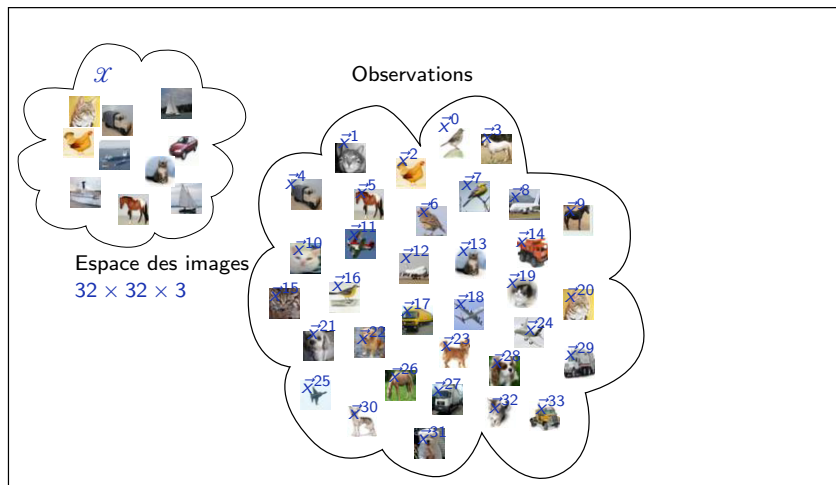 𝒳
Observations
x⃗0
x⃗1
x⃗3
x⃗2
x⃗4
x⃗5
x⃗7
x⃗8
x⃗6
x⃗9
x⃗11
x⃗14
x⃗10
x⃗12
x⃗13
Espace des images
32 × 32 × 3
x⃗16
x⃗19
x⃗15
x⃗20
x⃗17
x⃗18
x⃗21
x⃗22
x⃗24
x⃗23
x⃗29
x⃗28
x⃗26
x⃗25
x⃗27
x⃗30
x⃗32
x⃗33
x⃗31